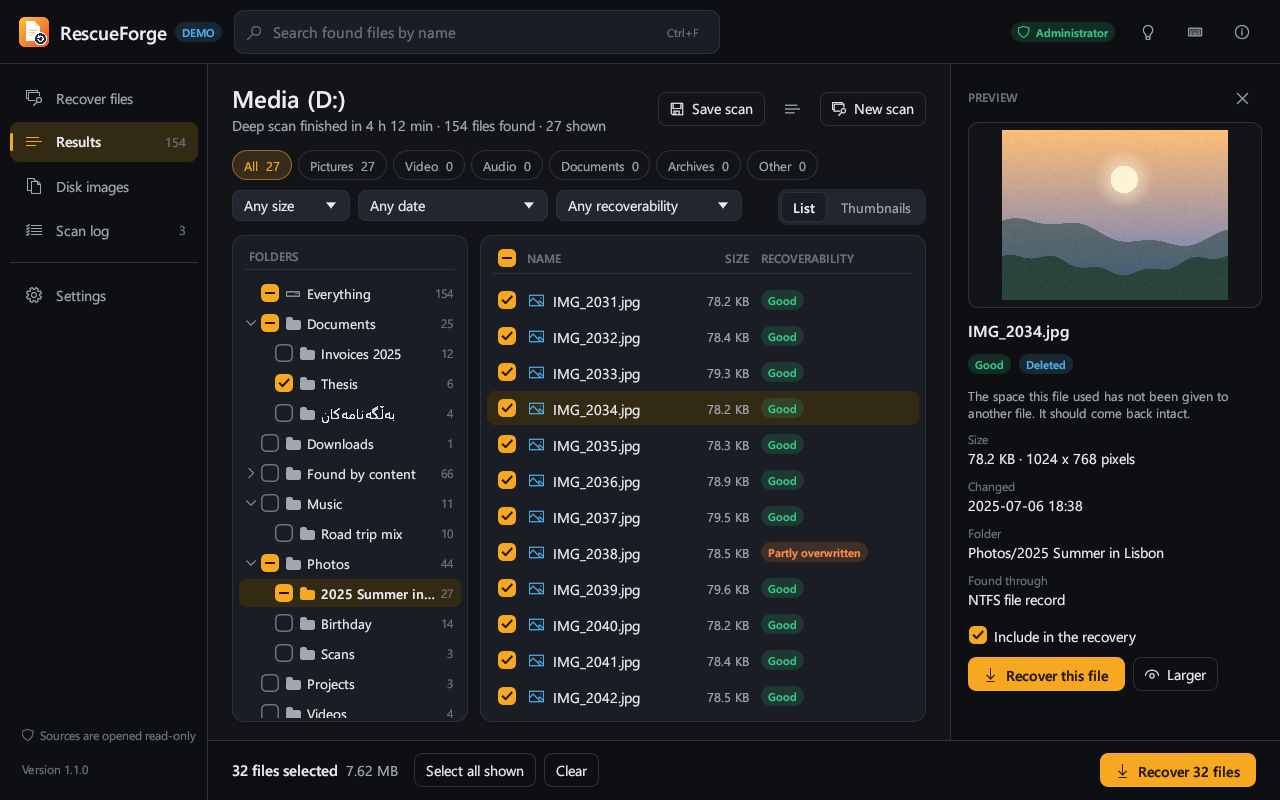 RescueForge DEMO
Search found files by name Ctrl+F
Administrator
Recover files
Results 154
Disk images
Scan log 3
Settings
Sources are opened read-only
Version 1.1.0
Media (D:)
Deep scan finished in 4 h 12 min · 154 files found · 27 shown
Save scan
New scan
All 27 Pictures 27 Video 0 Audio 0 Documents 0 Archives 0 Other 0
Any size Any date Any recoverability List Thumbnails
FOLDERS
Everything 154
Documents 25
Invoices 2025 12
Thesis 6
بەڵگەنامەکان 4
Downloads 1
Found by content 66
Music 11
Road trip mix 10
Photos 44
2025 Summer in... 27
Birthday 14
Scans 3
Projects 3
Videos 4
NAME SIZE RECOVERABILITY
IMG_2031.jpg 78.2 KB Good
IMG_2032.jpg 78.4 KB Good
IMG_2033.jpg 79.3 KB Good
IMG_2034.jpg 78.2 KB Good
IMG_2035.jpg 78.3 KB Good
IMG_2036.jpg 78.9 KB Good
IMG_2037.jpg 79.5 KB Good
IMG_2038.jpg 78.5 KB Partly overwritten
IMG_2039.jpg 79.6 KB Good
IMG_2040.jpg 78.2 KB Good
IMG_2041.jpg 78.4 KB Good
IMG_2042.jpg 78.5 KB Good
PREVIEW
IMG_2034.jpg
Good Deleted
The space this file used has not been given to
another file. It should come back intact.
Size
78.2 KB · 1024 x 768 pixels
Changed
2025-07-06 18:38
Folder
Photos/2025 Summer in Lisbon
Found through
NTFS file record
Include in the recovery
Recover this file Larger
32 files selected 7.62 MB Select all shown Clear Recover 32 files